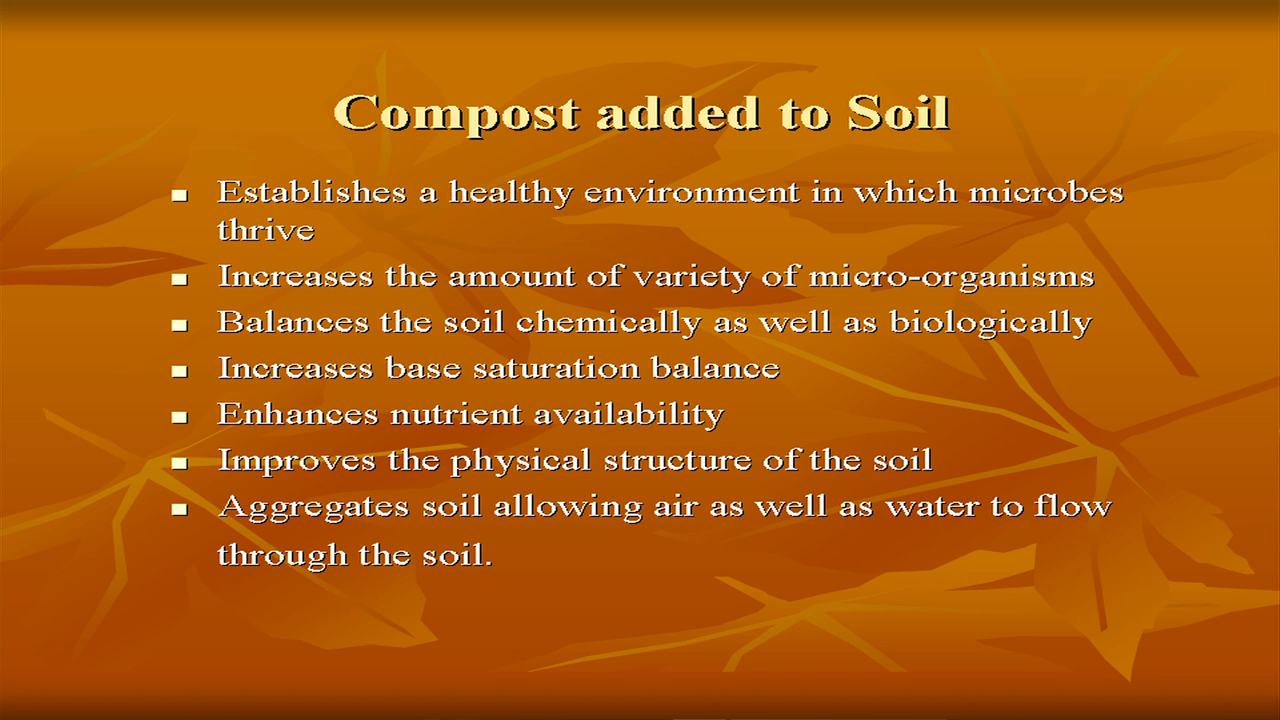 Compost added to Soil
Establishes a healthy environment in which microbes
thrive
Increases the amount of variety of micro-organisms
Balances the soil chemically as well as biologically
Increases base saturation balance
Enhances nutrient availability
Improves the physical structure of the soil
Aggregates soil allowing air as well as water to flow
through the soil.